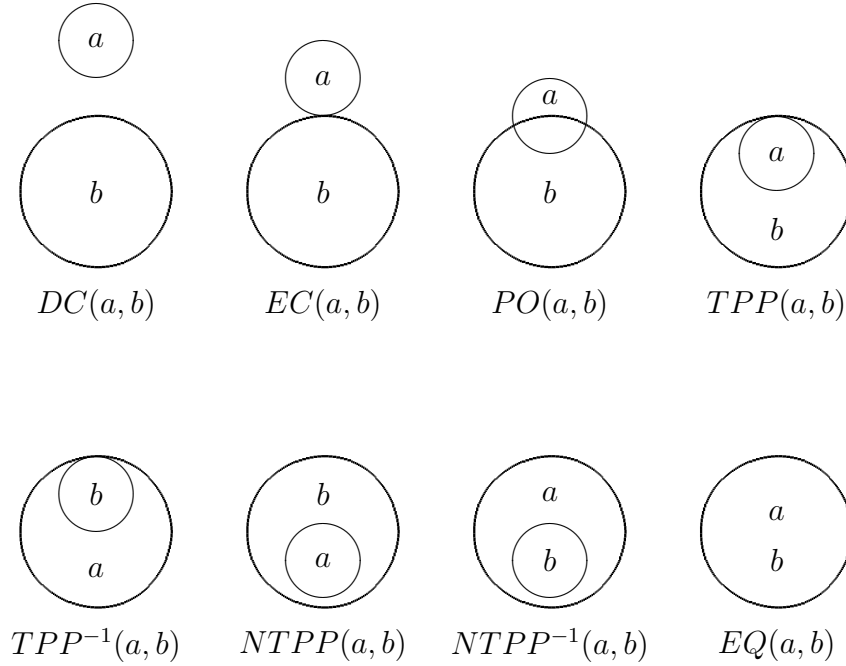 a
a
a
a
b
b
b
b
DC(a, b)
EC(a, b)
PO(a, b)
TPP(a, b)
b
b
a
a
a
a
b
b
TPP⁻¹(a, b)
NTPP(a, b)
NTPP⁻¹(a, b)
EQ(a, b)